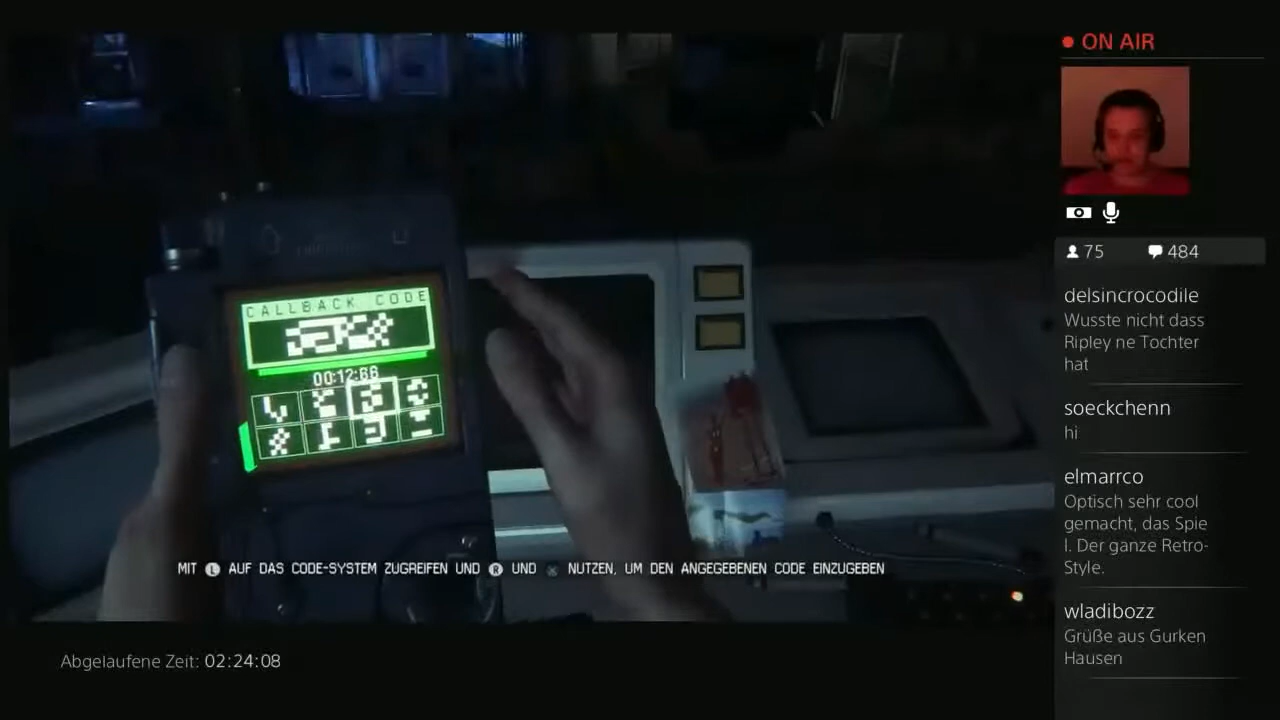 CALLBACK CODE
00:12:66
MIT L AUF DAS CODE-SYSTEM ZUGREIFEN UND R UND NUTZEN, UM DEN ANGEGEBENEN CODE EINZUGEBEN
Abgelaufene Zeit: 02:24:08
ON AIR
75 484
delsincrocodile
Wusste nicht dass
Ripley ne Tochter
hat
soeckchenn
hi
elmarrco
Optisch sehr cool
gemacht, das Spie
l. Der ganze Retro-
Style.
wladibozz
Grüße aus Gurken
Hausen